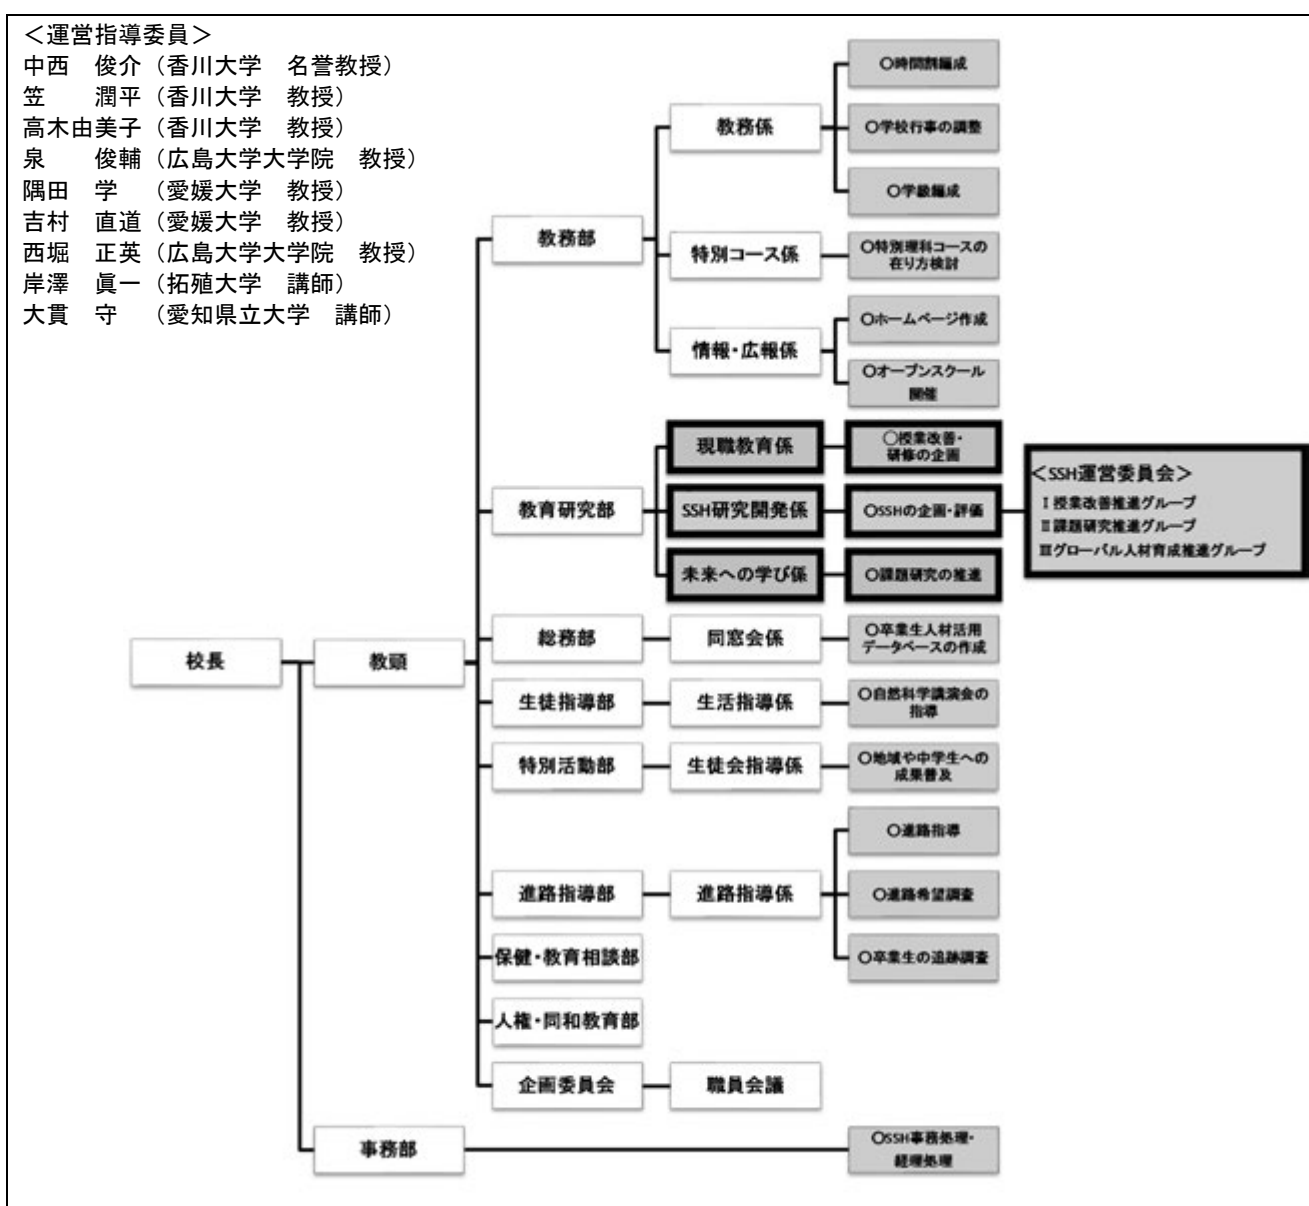 ＜運営指導委員＞
中西　俊介（香川大学　名誉教授）
笠　　潤平（香川大学　教授）
高木由美子（香川大学　教授）
泉　　俊輔（広島大学大学院　教授）
隅田　学　（愛媛大学　教授）
吉村　直道（愛媛大学　教授）
西堀　正英（広島大学大学院　教授）
岸澤　眞一（拓殖大学　講師）
大貫　守　（愛知県立大学　講師）
校長
教頭
教務部
教務係
○時間割編成
○学校行事の調整
○学級編成
特別コース係
○特別理科コースの
在り方検討
情報・広報係
○ホームページ作成
○オープンスクール
開催
教育研究部
現職教育係
○授業改善・
研修の企画
SSH研究開発係
○SSHの企画・評価
＜SSH運営委員会＞
Ⅰ授業改善推進グループ
Ⅱ課題研究推進グループ
Ⅲグローバル人材育成推進グループ
未来への学び係
○課題研究の推進
総務部
同窓会係
○卒業生人材活用
データベースの作成
生徒指導部
生活指導係
○自然科学講演会の
指導
特別活動部
生徒会指導係
○地域や中学生への
成果普及
進路指導部
進路指導係
○進路指導
○進路希望調査
○卒業生の追跡調査
保健・教育相談部
人権・同和教育部
企画委員会
職員会議
事務部
○SSH事務処理・
経理処理